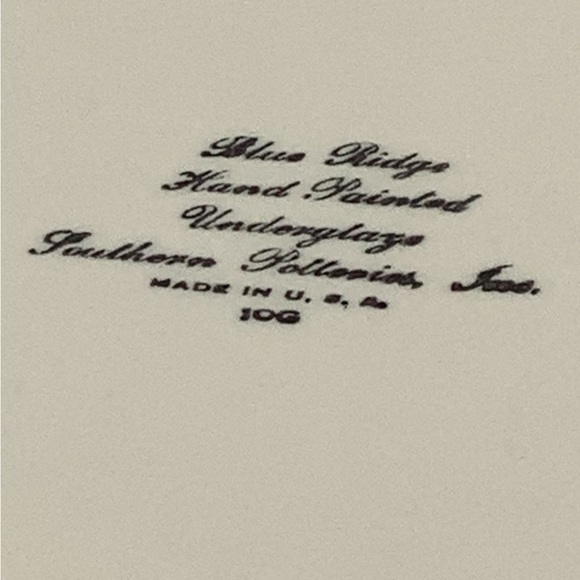 Blue Ridge
Hand Painted
Underglaze
Southern Potteries, Inc.
MADE IN U. S. A.
10G